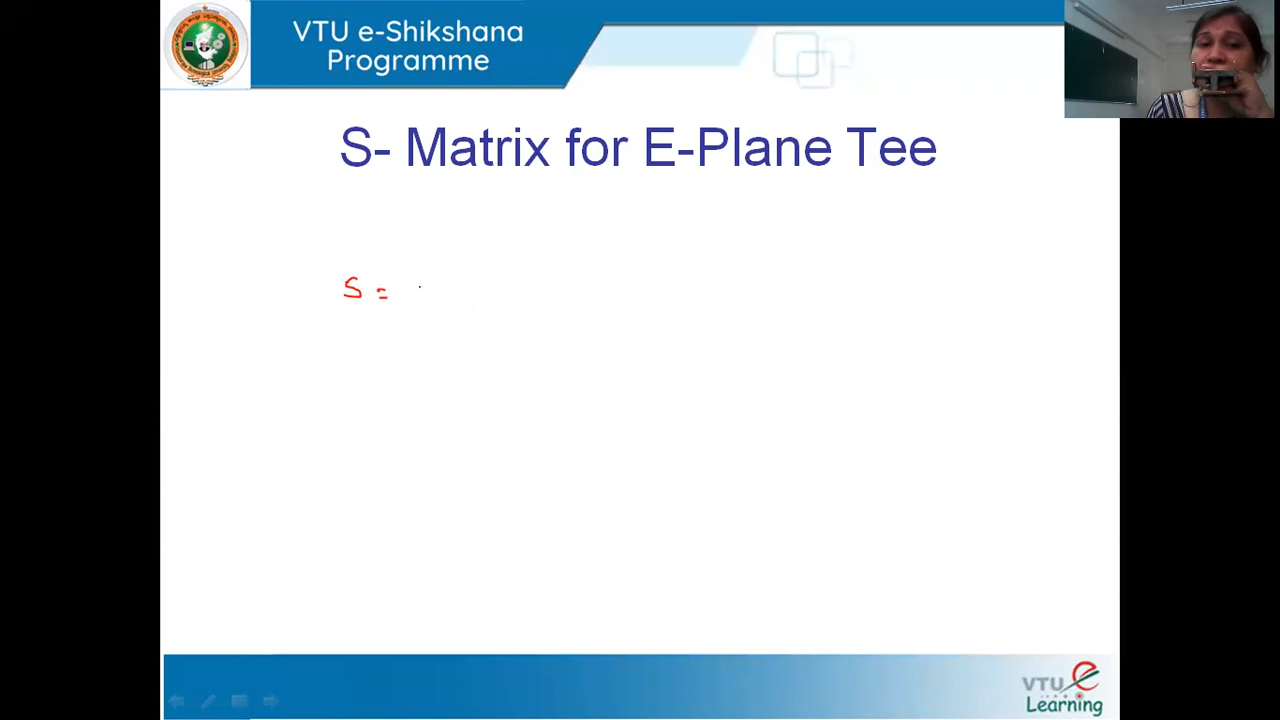 VTU e-Shikshana
Programme
S- Matrix for E-Plane Tee
S =
VTU e
Learning